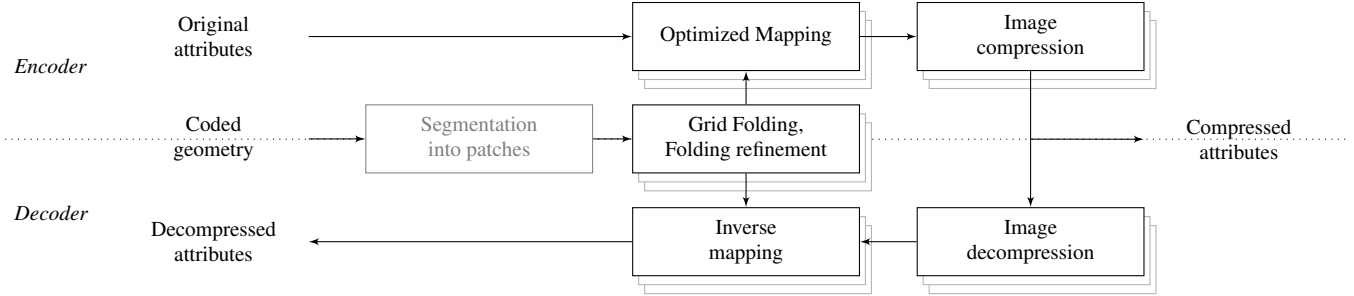 Original
attributes
Optimized Mapping
Image
compression
Encoder
Coded
geometry
Segmentation
into patches
Grid Folding,
Folding refinement
Compressed
attributes
Decoder
Decompressed
attributes
Inverse
mapping
Image
decompression